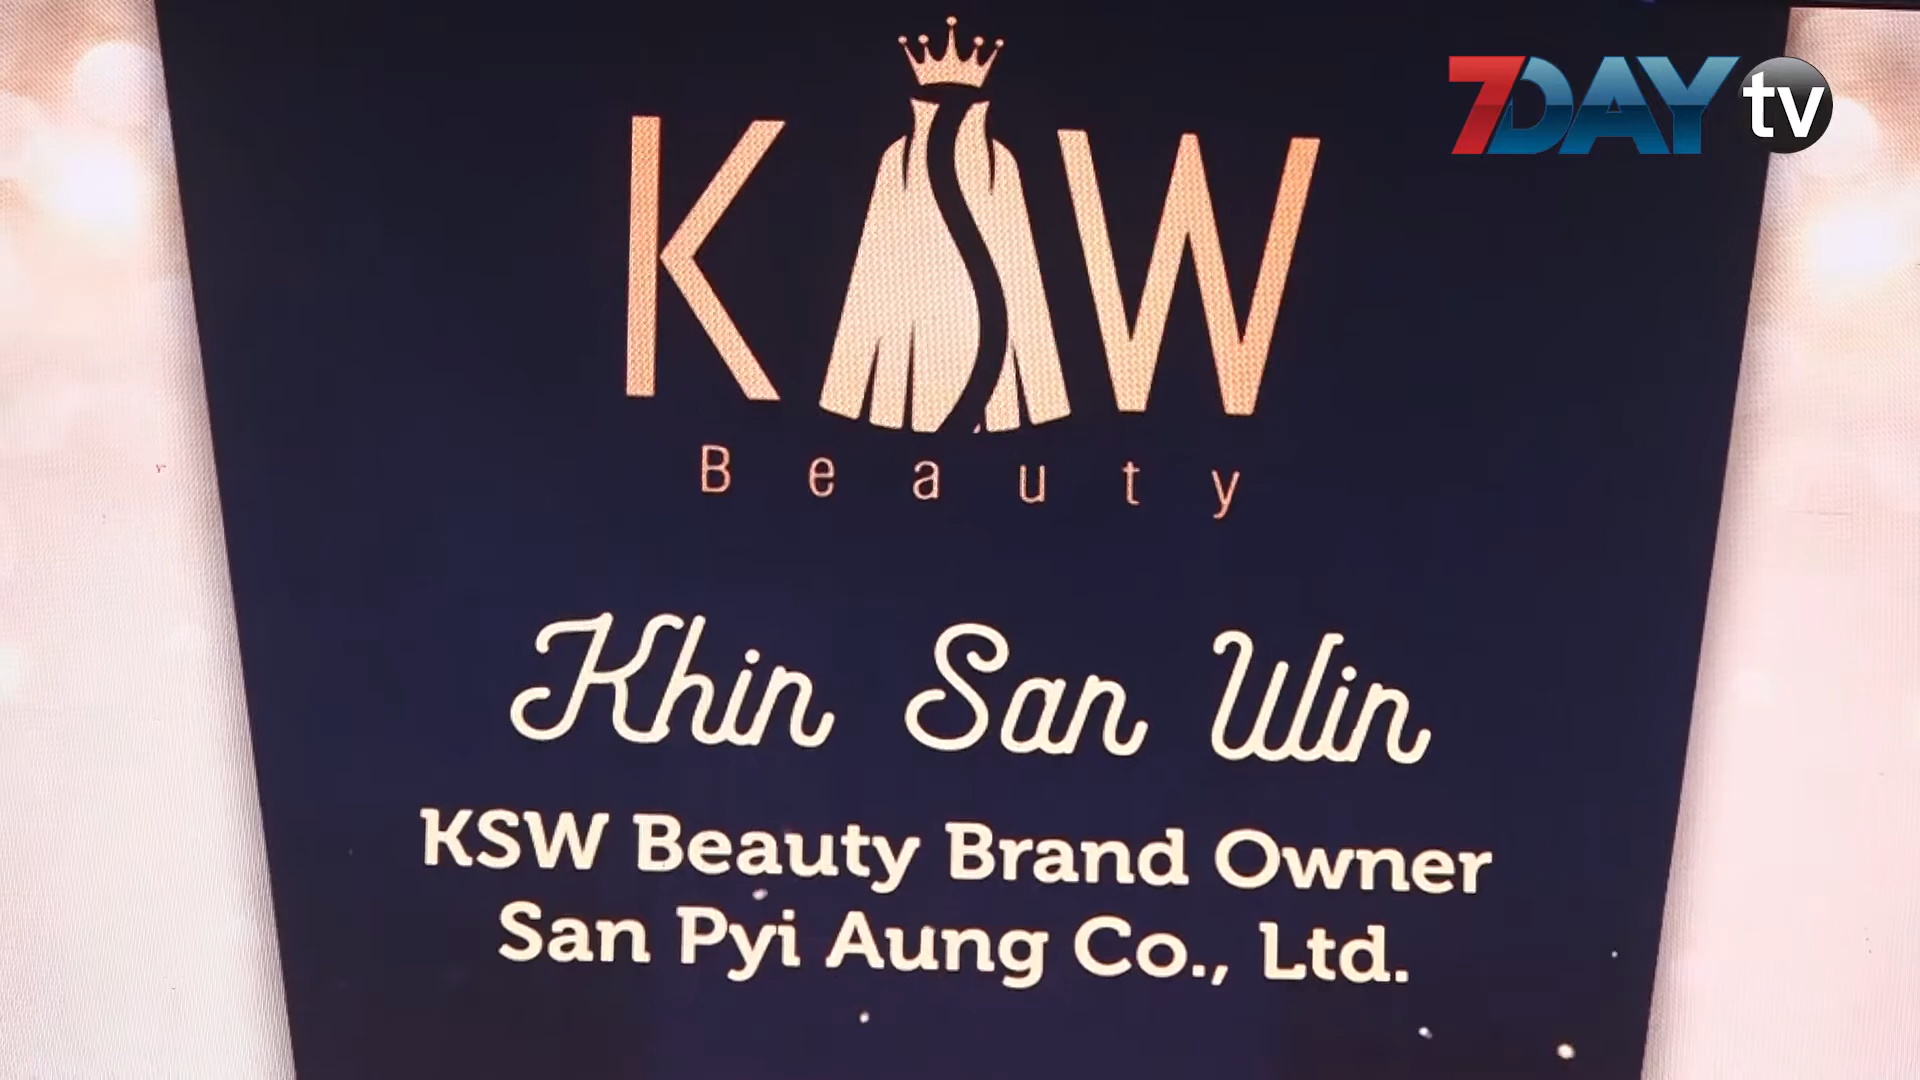 7DAY tv
KSW
Beauty
Khin San Win
KSW Beauty Brand Owner
San Pyi Aung Co., Ltd.